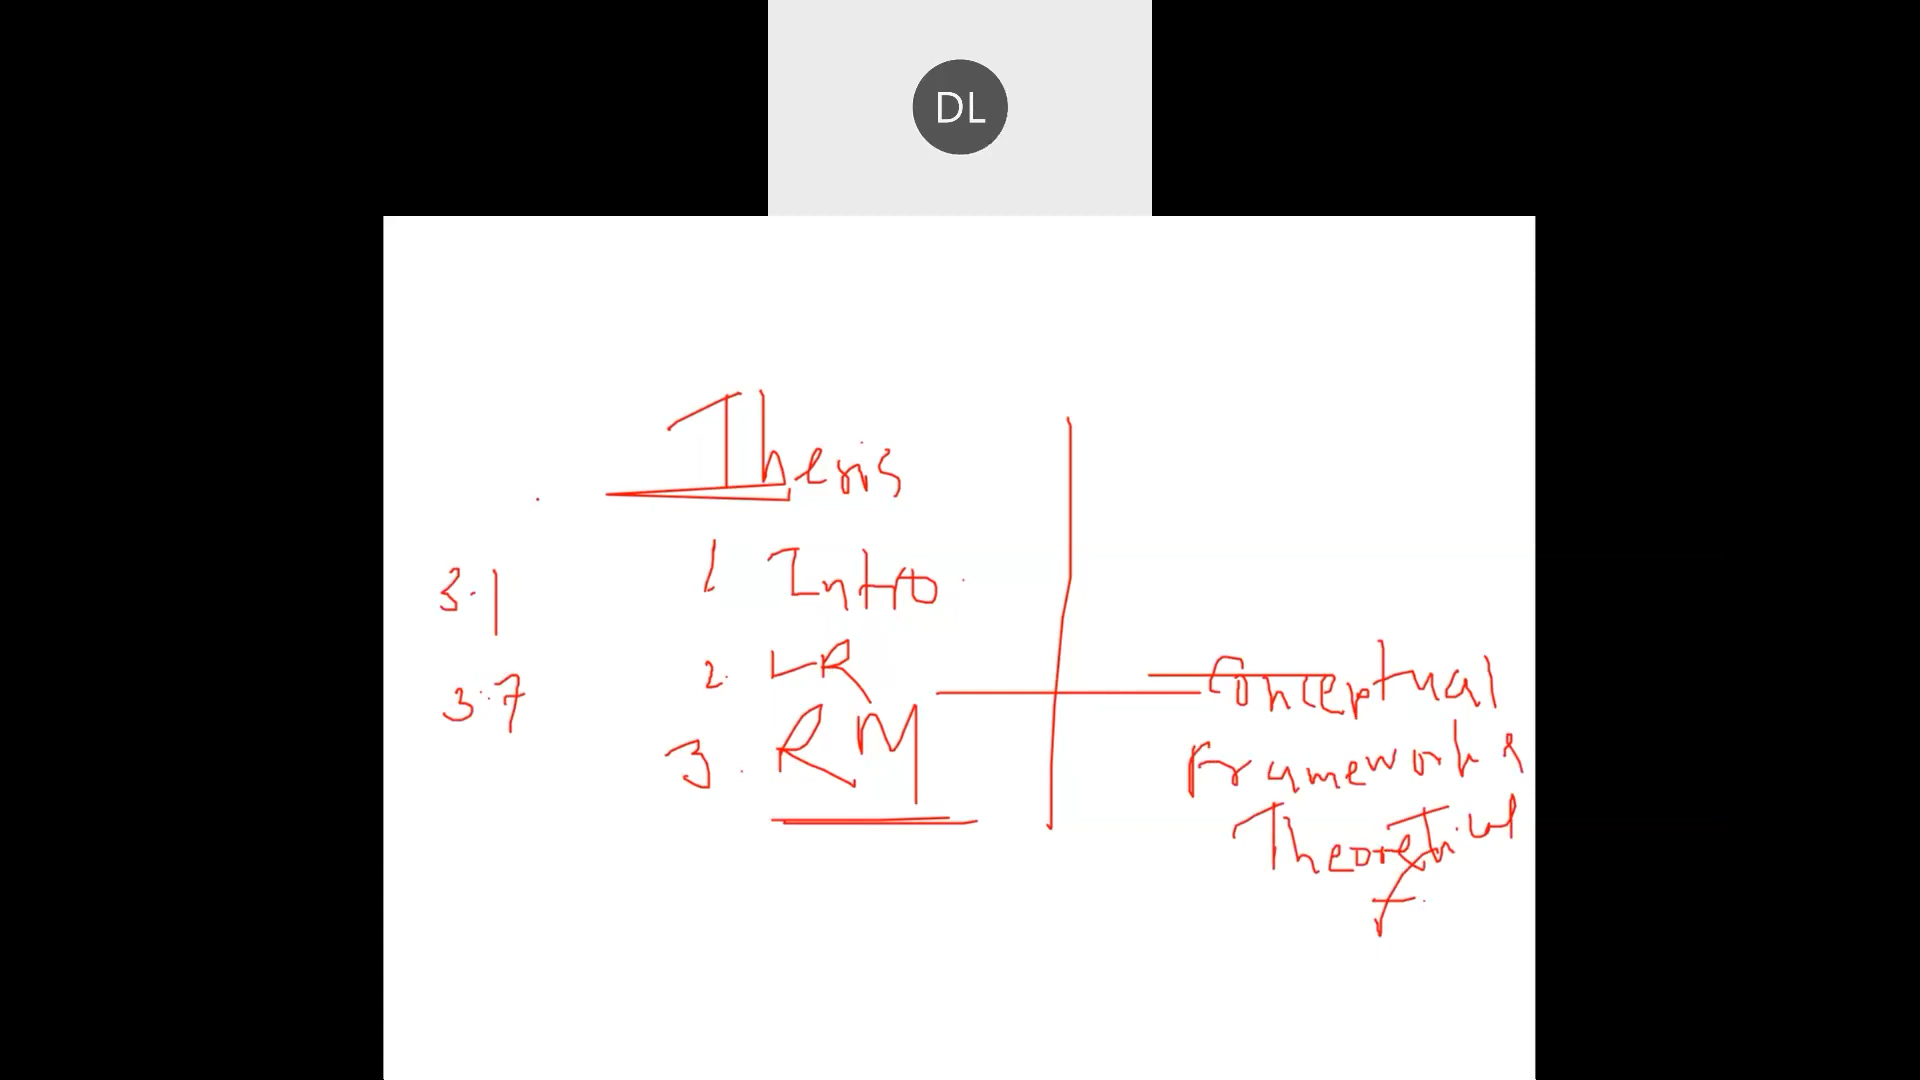 DL
Thesis
3.1
1 Intro
3.7
2. LR
3. RM
Conceptual
Framework &
Theoretical
f.